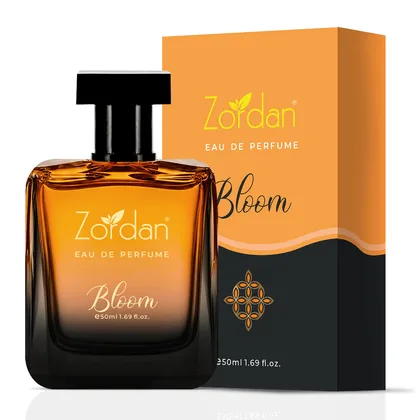 Zordan®
EAU DE PERFUME
Bloom
℮50ml 1.69 fl.oz.
Zordan®
EAU DE PERFUME
Bloom
℮50ml 1.69 fl.oz.